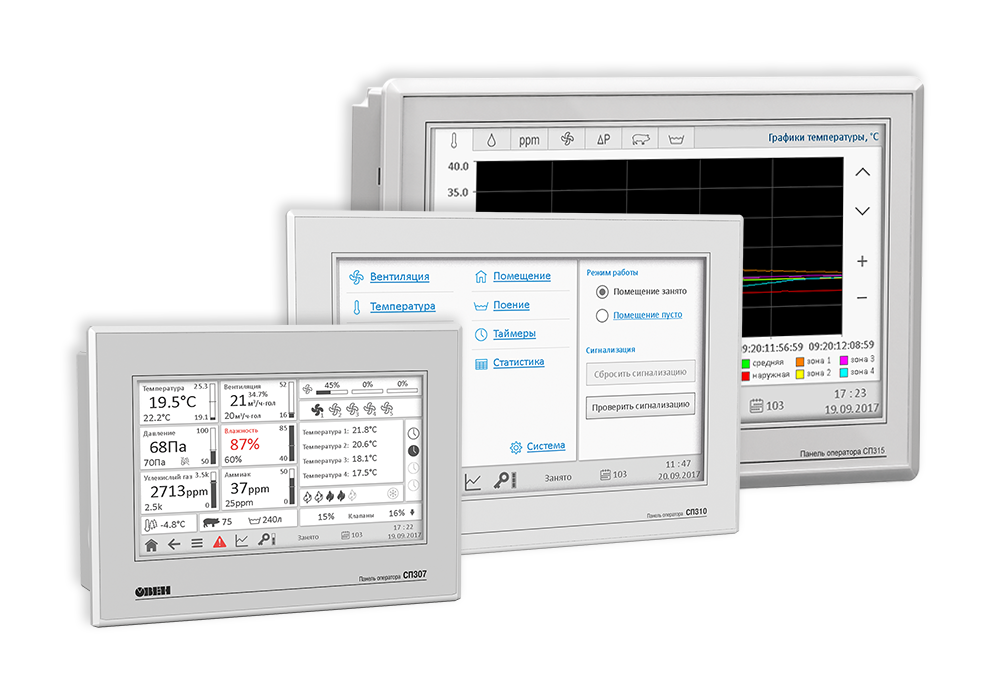 ppm ΔP Графики температуры, °C
40.0
35.0
09:20:11:56:59 09:20:12:08:59
средняя зона 1 зона 3
наружная зона 2 зона 4
103 17 : 23
19.09.2017
Панель оператора СП315
Вентиляция Помещение
Температура Поение
Таймеры
Статистика
Система
Режим работы
Помещение занято
Помещение пусто
Сигнализация
Сбросить сигнализацию
Проверить сигнализацию
Занято 103 11 : 47
20.09.2017
Панель оператора СП310
Температура 25.3
19.5°C
22.2°C 19.1
Вентиляция 52
34.7%
21 м³/ч·гол
20м³/ч·гол 16
45% 0% 0%
Давление 100
68Па
70Па 50
Влажность 85
87%
60% 40
Температура 1: 21.8°C
Температура 2: 20.6°C
Температура 3: 18.1°C
Температура 4: 17.5°C
Углекислый газ 3.5k
2713ppm
2.5k 0
Аммиак 50
37ppm
25ppm 0
-4.8°C 75 240л 15% Клапаны 16%
Занято 103 17 : 22
19.09.2017
ОВЕН Панель оператора СП307